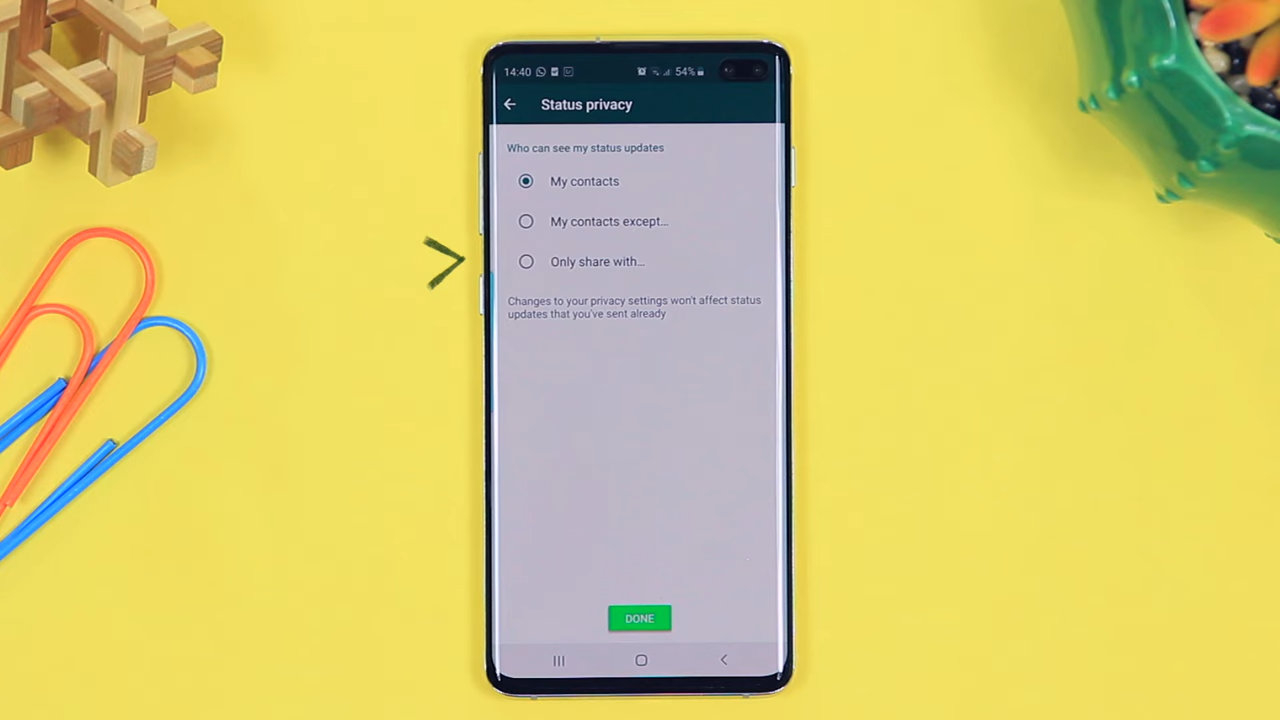 14:40 54%
Status privacy
Who can see my status updates
My contacts
My contacts except...
Only share with...
Changes to your privacy settings won't affect status
updates that you've sent already
DONE